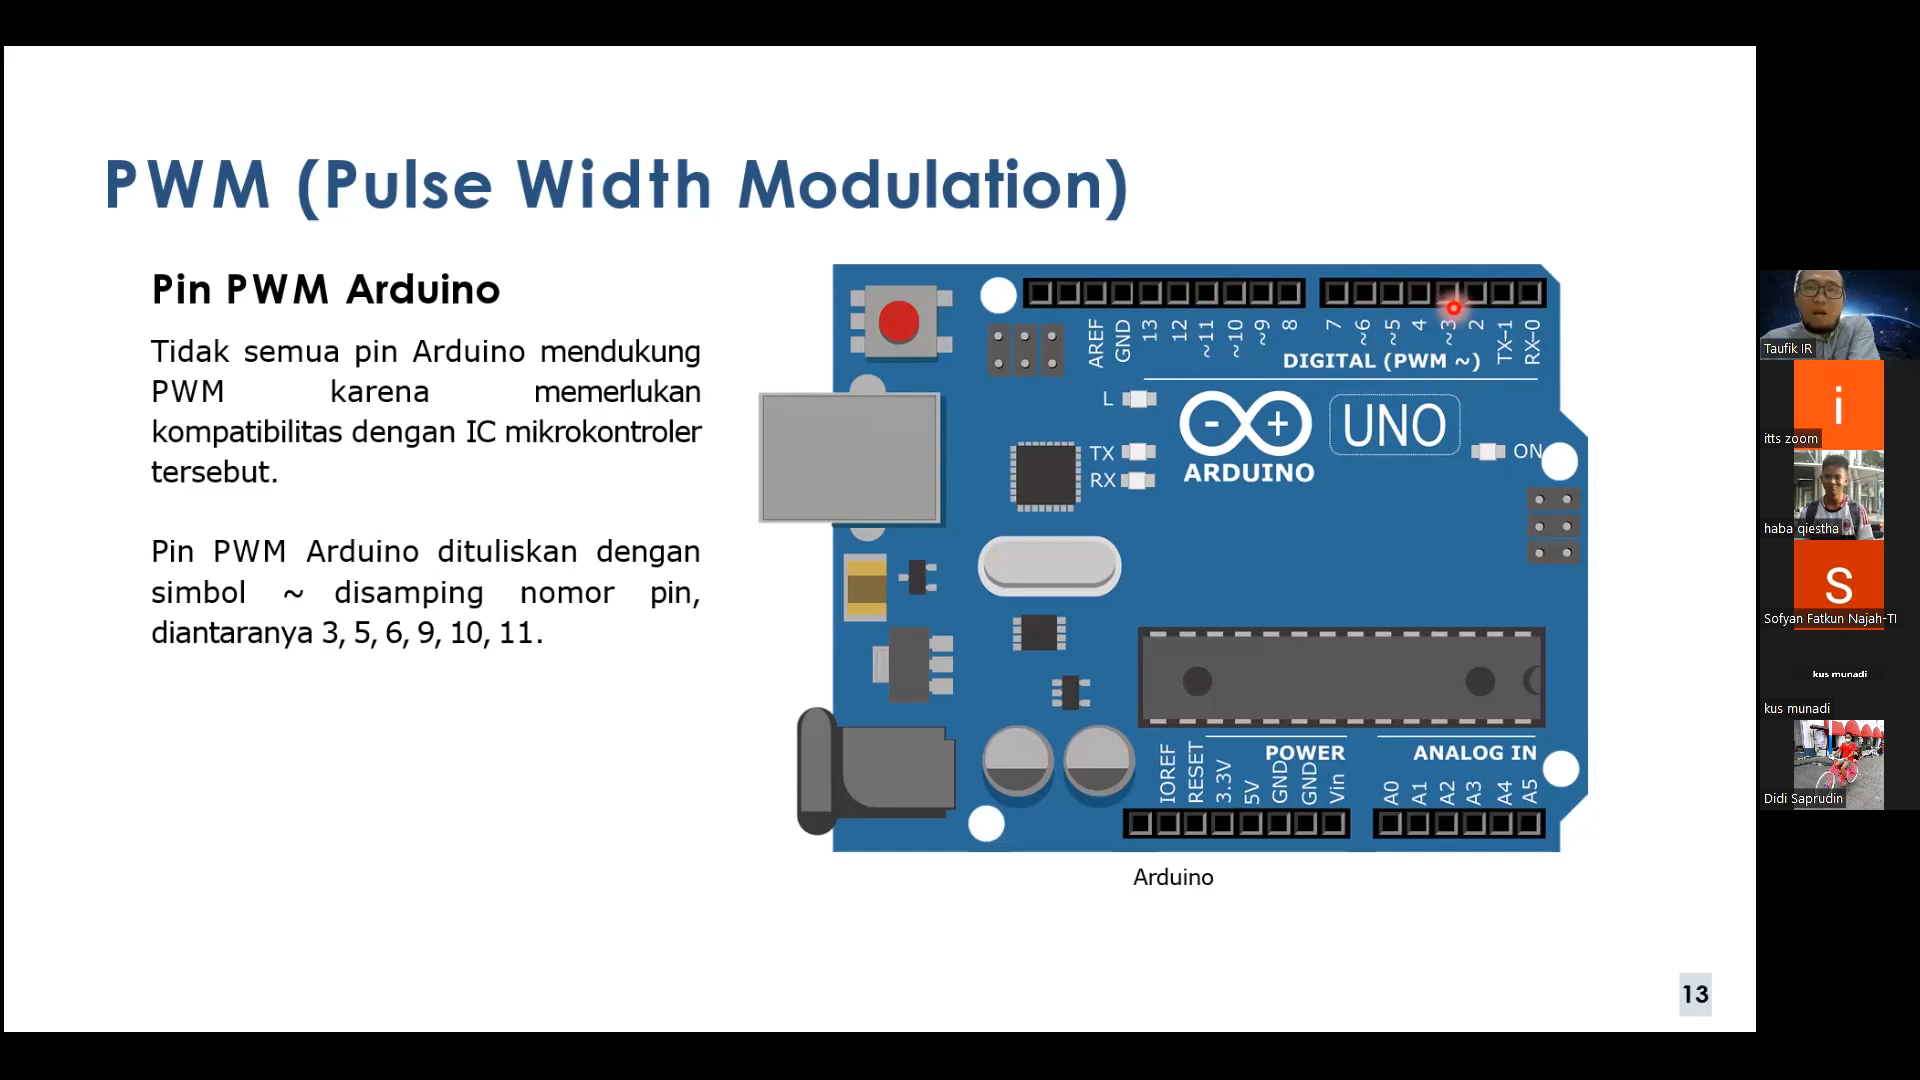 PWM (Pulse Width Modulation)
Pin PWM Arduino
Tidak semua pin Arduino mendukung
PWM karena memerlukan
kompatibilitas dengan IC mikrokontroler
tersebut.
Pin PWM Arduino dituliskan dengan
simbol ~ disamping nomor pin,
diantaranya 3, 5, 6, 9, 10, 11.
AREF GND 13 12 ~11 ~10 ~9 8 7 ~6 ~5 4 ~3 2 TX-1 RX-0
DIGITAL (PWM ~)
L
TX
RX
ARDUINO
UNO
ON
POWER
ANALOG IN
IOREF RESET 3.3V 5V GND GND Vin A0 A1 A2 A3 A4 A5
Arduino
13
Taufik IR
i
itts zoom
haba qiestha
S
Sofyan Fatkun Najah-TI
kus munadi
kus munadi
Didi Saprudin